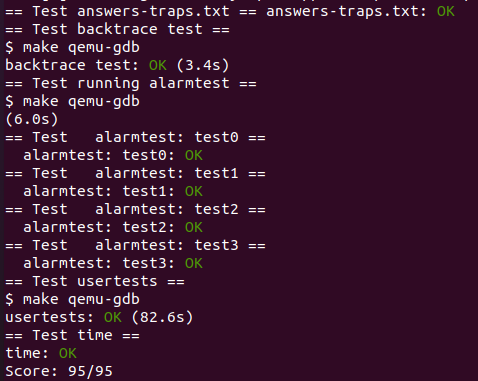 == Test answers-traps.txt == answers-traps.txt: OK
== Test backtrace test ==
$ make qemu-gdb
backtrace test: OK (3.4s)
== Test running alarmtest ==
$ make qemu-gdb
(6.0s)
== Test   alarmtest: test0 ==
  alarmtest: test0: OK
== Test   alarmtest: test1 ==
  alarmtest: test1: OK
== Test   alarmtest: test2 ==
  alarmtest: test2: OK
== Test   alarmtest: test3 ==
  alarmtest: test3: OK
== Test usertests ==
$ make qemu-gdb
usertests: OK (82.6s)
== Test time ==
time: OK
Score: 95/95